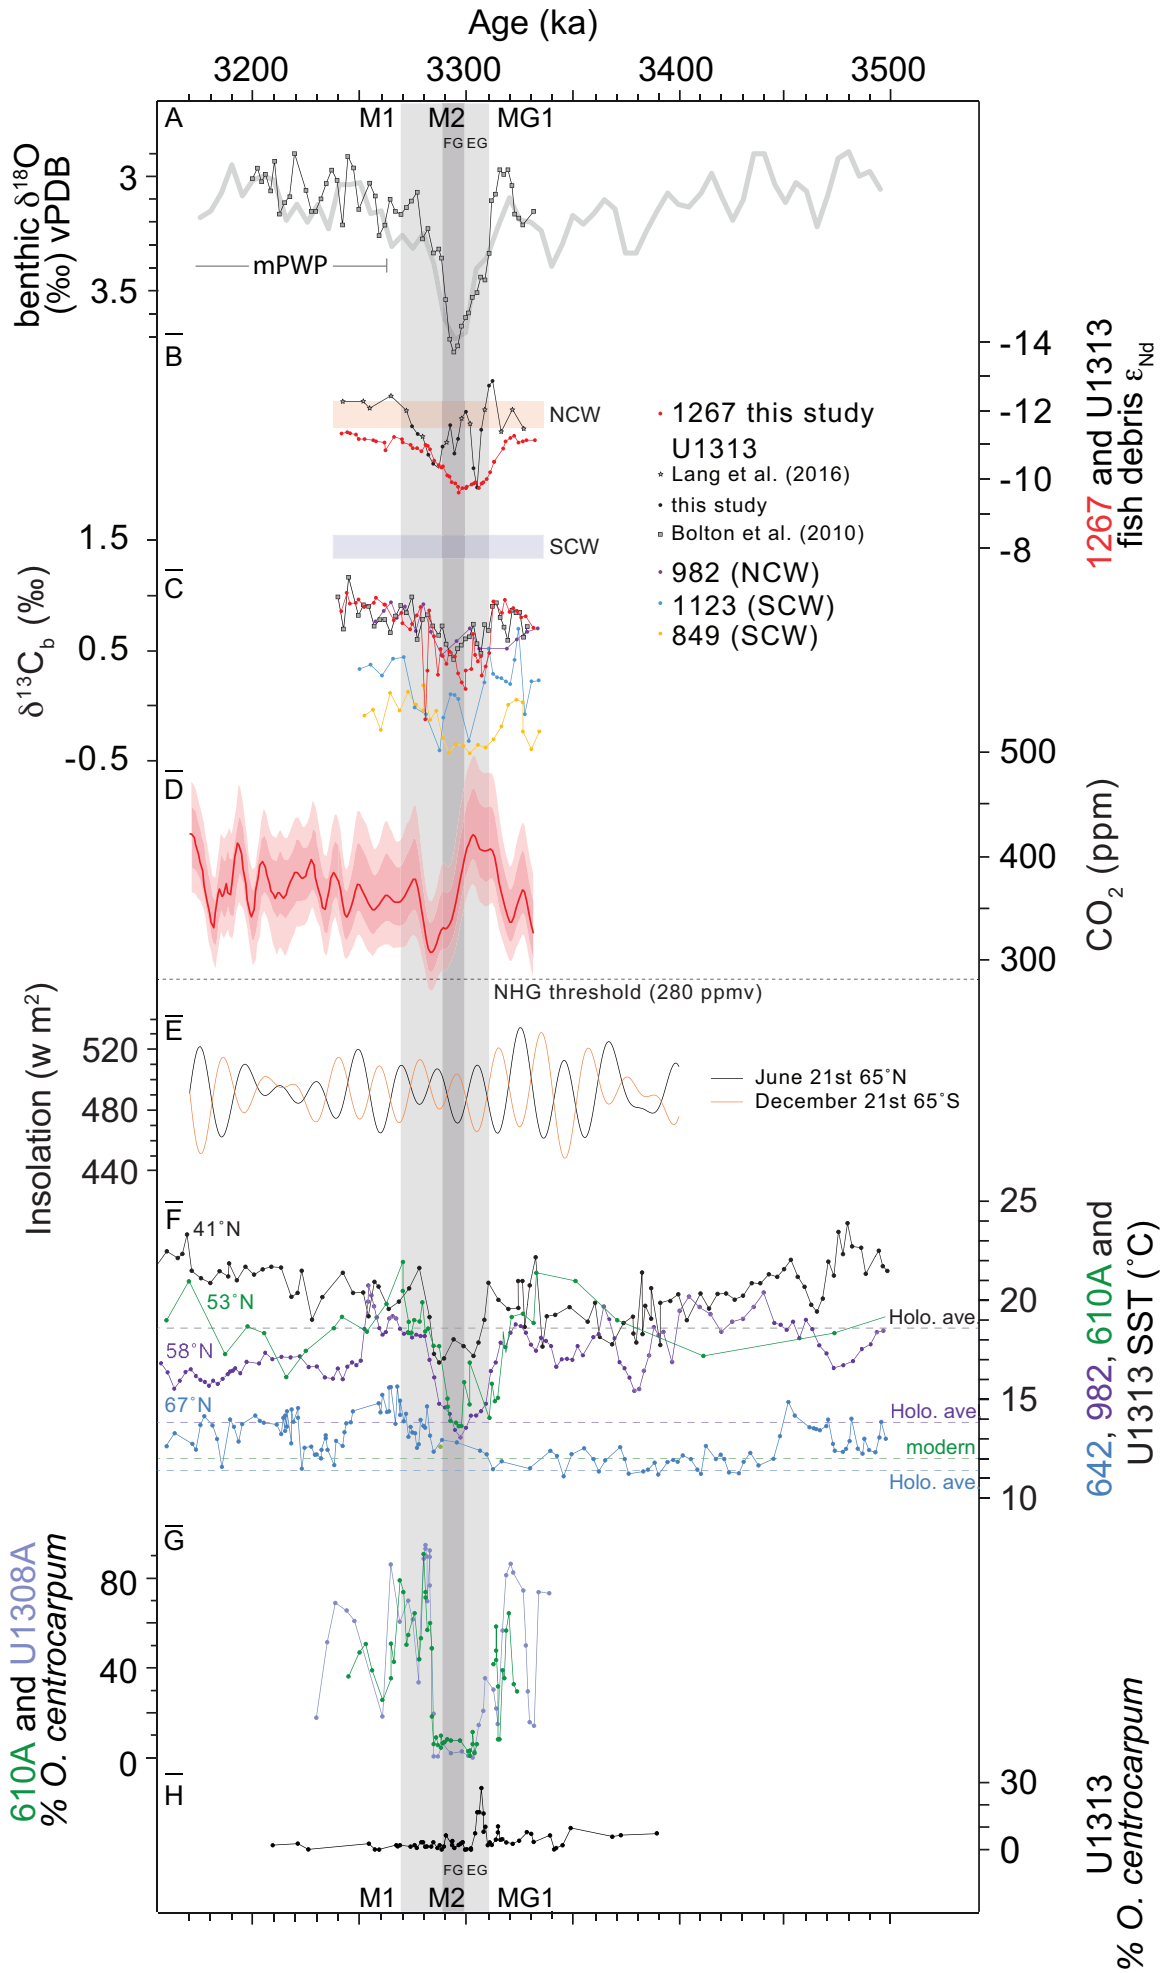 Age (ka)
3200 3300 3400 3500
A M1 M2 MG1
FG EG
benthic δ¹⁸O
(‰) vPDB
3
3.5
mPWP
B
-14
-12
-10
-8
1267 and U1313
fish debris εNd
NCW
SCW
1267 this study
U1313
Lang et al. (2016)
this study
Bolton et al. (2010)
982 (NCW)
1123 (SCW)
849 (SCW)
C
1.5
0.5
-0.5
δ¹³Cb (‰)
D
500
400
300
CO₂ (ppm)
NHG threshold (280 ppmv)
E
520
480
440
Insolation (w m²)
June 21st 65°N
December 21st 65°S
F
41°N
53°N
58°N
67°N
25
20
15
10
Holo. ave.
Holo. ave.
modern
Holo. ave.
642, 982, 610A and
U1313 SST (°C)
G
80
40
0
610A and U1308A
% O. centrocarpum
H
30
0
U1313
% O. centrocarpum
FG EG
M1 M2 MG1